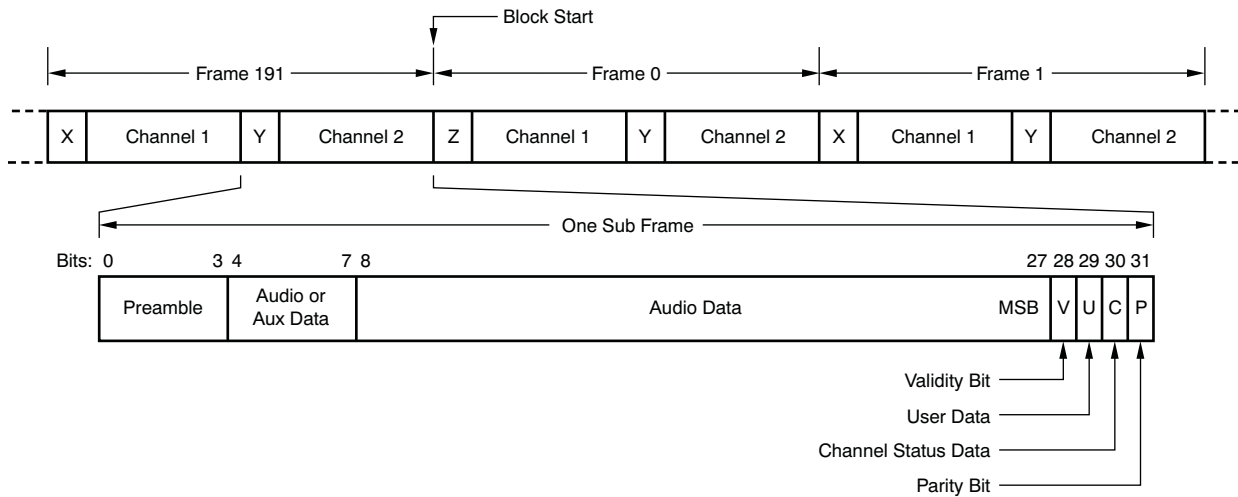 Block Start
Frame 191 Frame 0 Frame 1
X Channel 1 Y Channel 2 Z Channel 1 Y Channel 2 X Channel 1 Y Channel 2
One Sub Frame
Bits: 0 3 4 7 8 27 28 29 30 31
Preamble Audio or Aux Data Audio Data MSB V U C P
Validity Bit
User Data
Channel Status Data
Parity Bit